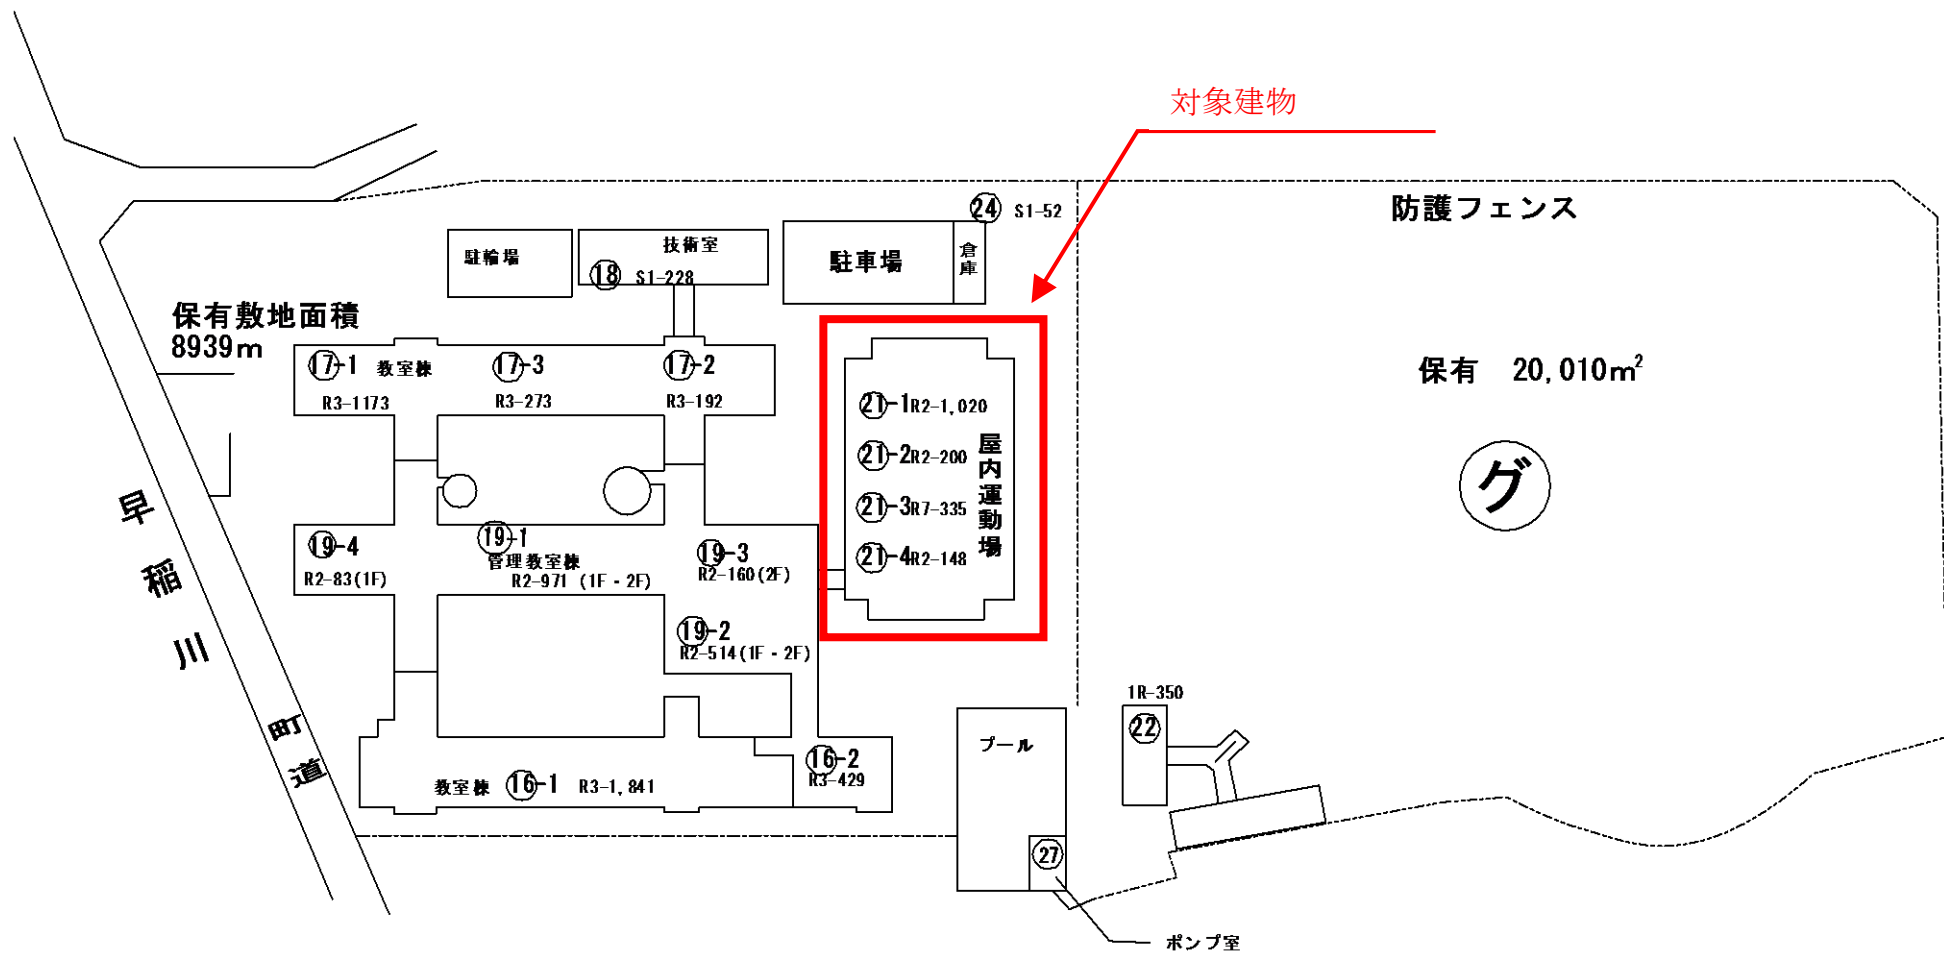 対象建物
防護フェンス
24 S1-52
駐輪場
技術室
18 S1-228
駐車場
倉庫
保有敷地面積
8939m
17-1 教室棟
R3-1173
17-3
R3-273
17-2
R3-192
保有 20,010m²
グ
21-1R2-1,020
21-2R2-200
21-3R7-335
21-4R2-148
屋内運動場
早稲川
町道
19-4
R2-83(1F)
19-1
管理教室棟
R2-971 (1F・2F)
19-3
R2-160(2F)
19-2
R2-514(1F・2F)
教室棟 16-1 R3-1,841
16-2
R3-429
プール
1R-350
22
27
ポンプ室